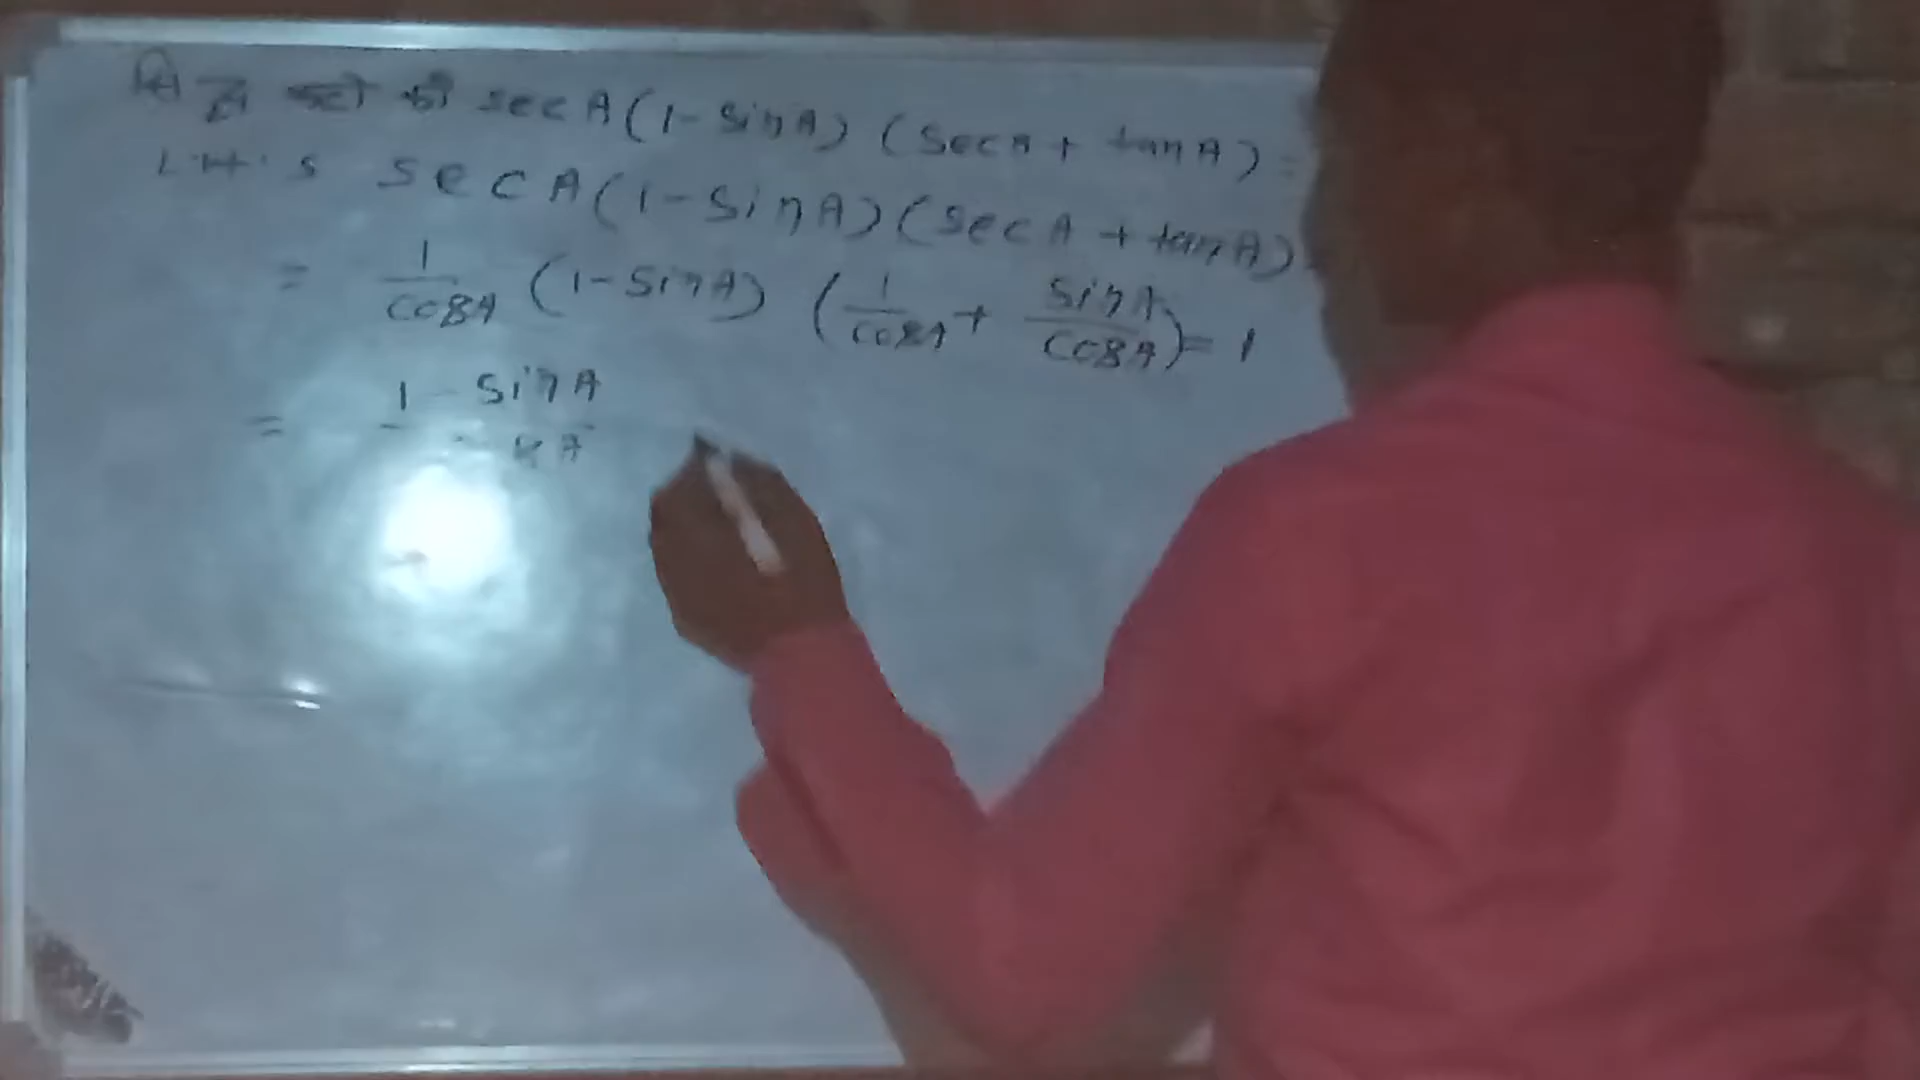 सिद्ध करो की secA(1-sinA) (secA+ tanA) =
L.H.S secA(1-sinA)(secA+tanA)
= 1/cosA (1-sinA) (1/cosA + sinA/cosA) = 1
= 1-sinA/sA